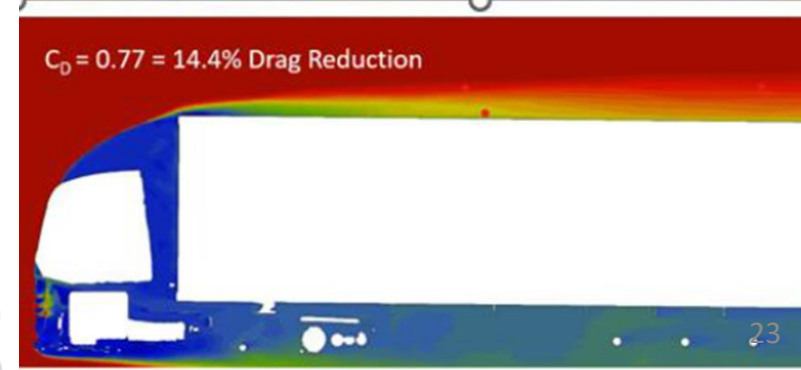 C_D = 0.77 = 14.4% Drag Reduction
23